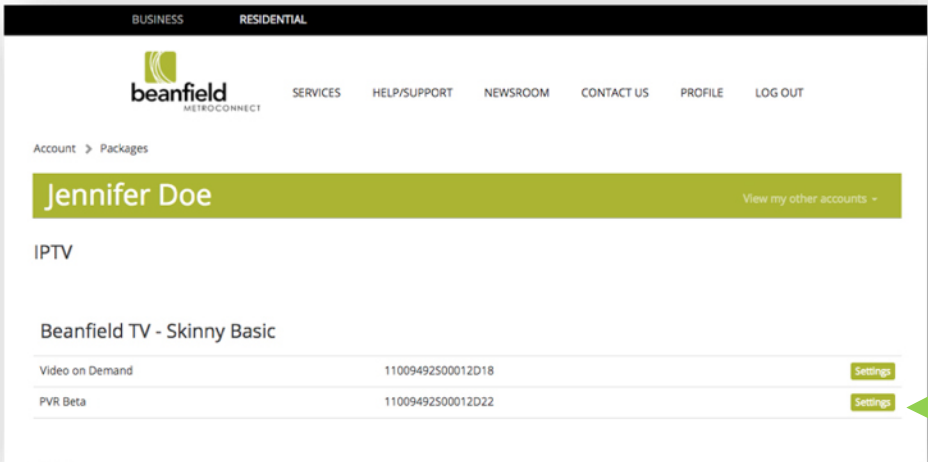 BUSINESS RESIDENTIAL
beanfield
METROCONNECT
SERVICES HELP/SUPPORT NEWSROOM CONTACT US PROFILE LOG OUT
Account > Packages
Jennifer Doe View my other accounts
IPTV
Beanfield TV - Skinny Basic
Video on Demand 11009492S00012D18 Settings
PVR Beta 11009492S00012D22 Settings